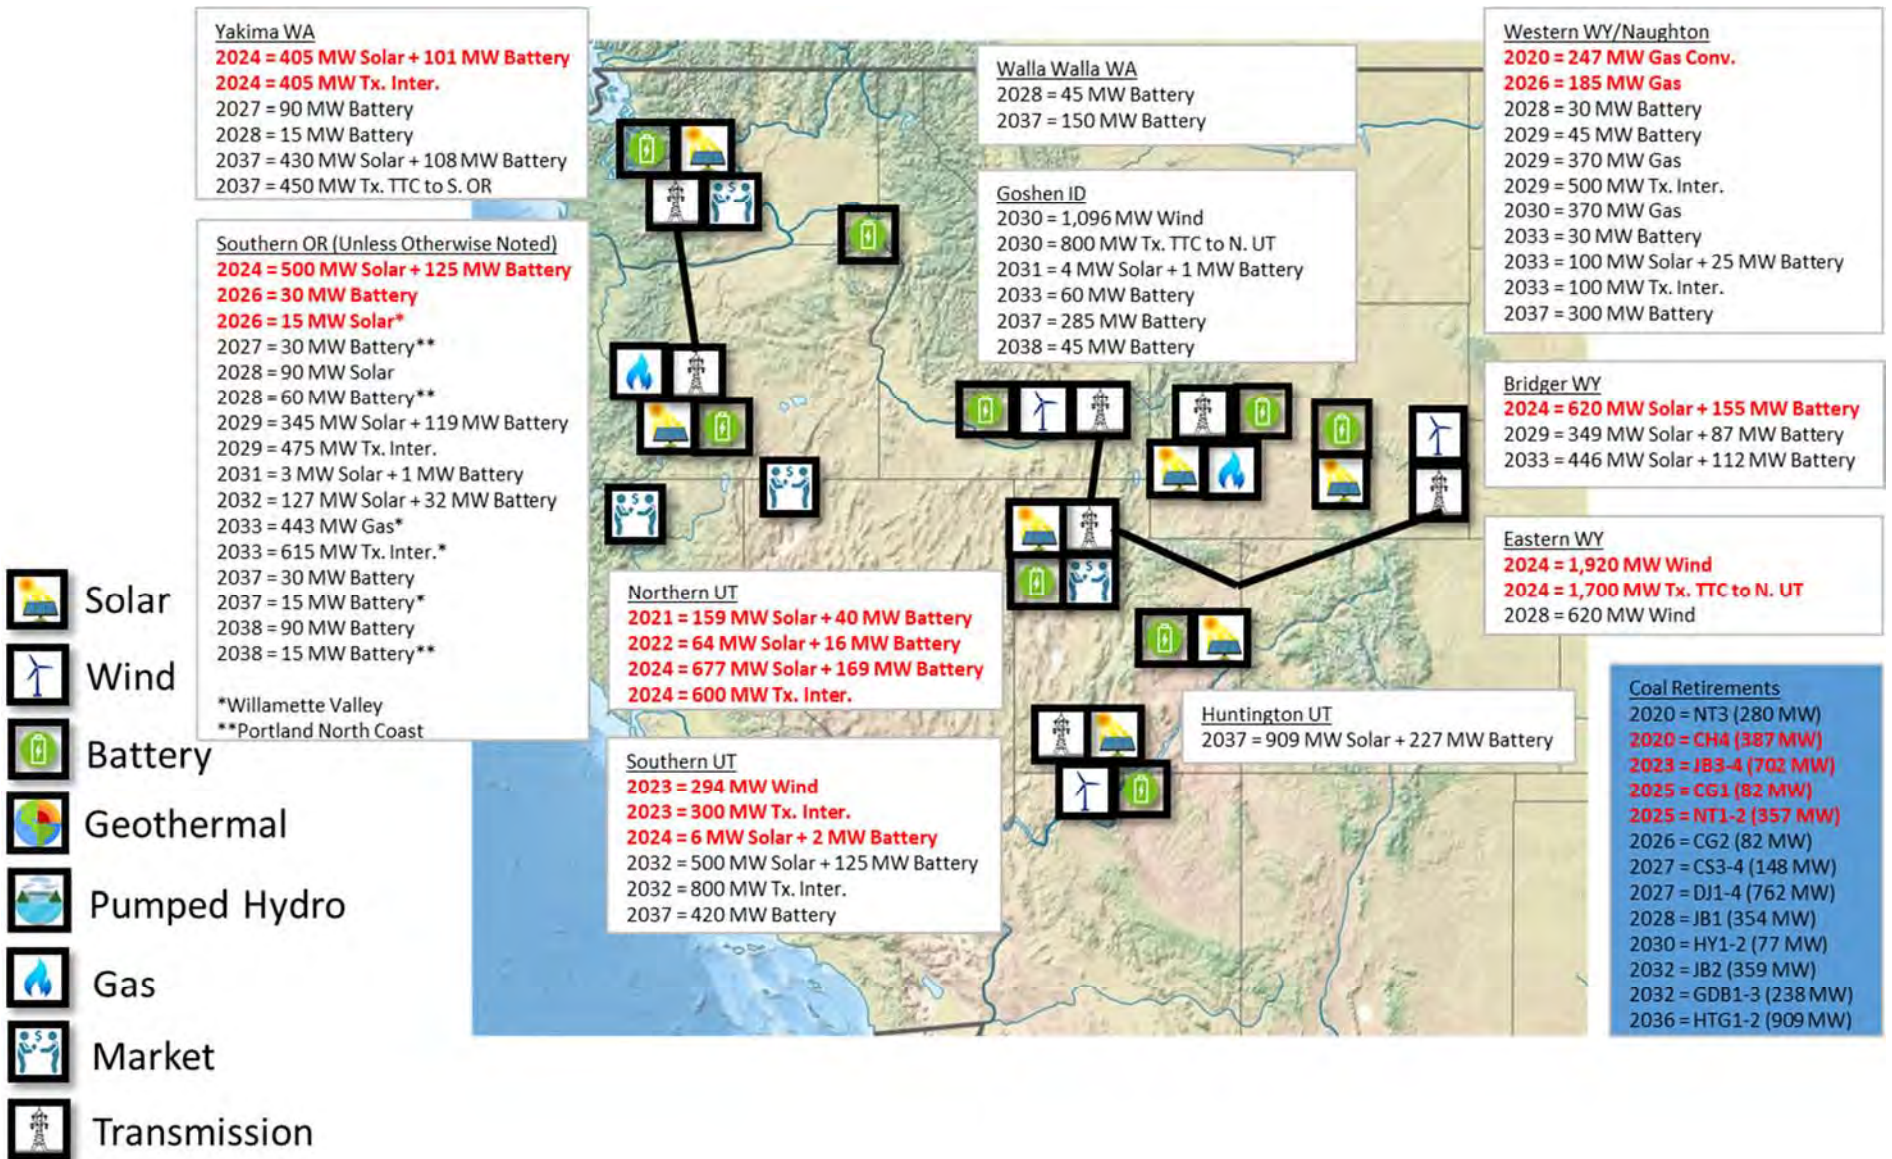 Yakima WA
2024 = 405 MW Solar + 101 MW Battery
2024 = 405 MW Tx. Inter.
2027 = 90 MW Battery
2028 = 15 MW Battery
2037 = 430 MW Solar + 108 MW Battery
2037 = 450 MW Tx. TTC to S. OR
Southern OR (Unless Otherwise Noted)
2024 = 500 MW Solar + 125 MW Battery
2026 = 30 MW Battery
2026 = 15 MW Solar*
2027 = 30 MW Battery**
2028 = 90 MW Solar
2028 = 60 MW Battery**
2029 = 345 MW Solar + 119 MW Battery
2029 = 475 MW Tx. Inter.
2031 = 3 MW Solar + 1 MW Battery
2032 = 127 MW Solar + 32 MW Battery
2033 = 443 MW Gas*
2033 = 615 MW Tx. Inter.*
2037 = 30 MW Battery
2037 = 15 MW Battery*
2038 = 90 MW Battery
2038 = 15 MW Battery**
*Willamette Valley
**Portland North Coast
Walla Walla WA
2028 = 45 MW Battery
2037 = 150 MW Battery
Goshen ID
2030 = 1,096 MW Wind
2030 = 800 MW Tx. TTC to N. UT
2031 = 4 MW Solar + 1 MW Battery
2033 = 60 MW Battery
2037 = 285 MW Battery
2038 = 45 MW Battery
Western WY/Naughton
2020 = 247 MW Gas Conv.
2026 = 185 MW Gas
2028 = 30 MW Battery
2029 = 45 MW Battery
2029 = 370 MW Gas
2029 = 500 MW Tx. Inter.
2030 = 370 MW Gas
2033 = 30 MW Battery
2033 = 100 MW Solar + 25 MW Battery
2033 = 100 MW Tx. Inter.
2037 = 300 MW Battery
Bridger WY
2024 = 620 MW Solar + 155 MW Battery
2029 = 349 MW Solar + 87 MW Battery
2033 = 446 MW Solar + 112 MW Battery
Eastern WY
2024 = 1,920 MW Wind
2024 = 1,700 MW Tx. TTC to N. UT
2028 = 620 MW Wind
Northern UT
2021 = 159 MW Solar + 40 MW Battery
2022 = 64 MW Solar + 16 MW Battery
2024 = 677 MW Solar + 169 MW Battery
2024 = 600 MW Tx. Inter.
Southern UT
2023 = 294 MW Wind
2023 = 300 MW Tx. Inter.
2024 = 6 MW Solar + 2 MW Battery
2032 = 500 MW Solar + 125 MW Battery
2032 = 800 MW Tx. Inter.
2037 = 420 MW Battery
Huntington UT
2037 = 909 MW Solar + 227 MW Battery
Coal Retirements
2020 = NT3 (280 MW)
2020 = CH4 (387 MW)
2023 = JB3-4 (702 MW)
2025 = CG1 (82 MW)
2025 = NT1-2 (357 MW)
2026 = CG2 (82 MW)
2027 = CS3-4 (148 MW)
2027 = DJ1-4 (762 MW)
2028 = JB1 (354 MW)
2030 = HY1-2 (77 MW)
2032 = JB2 (359 MW)
2032 = GDB1-3 (238 MW)
2036 = HTG1-2 (909 MW)
Solar
Wind
Battery
Geothermal
Pumped Hydro
Gas
Market
Transmission